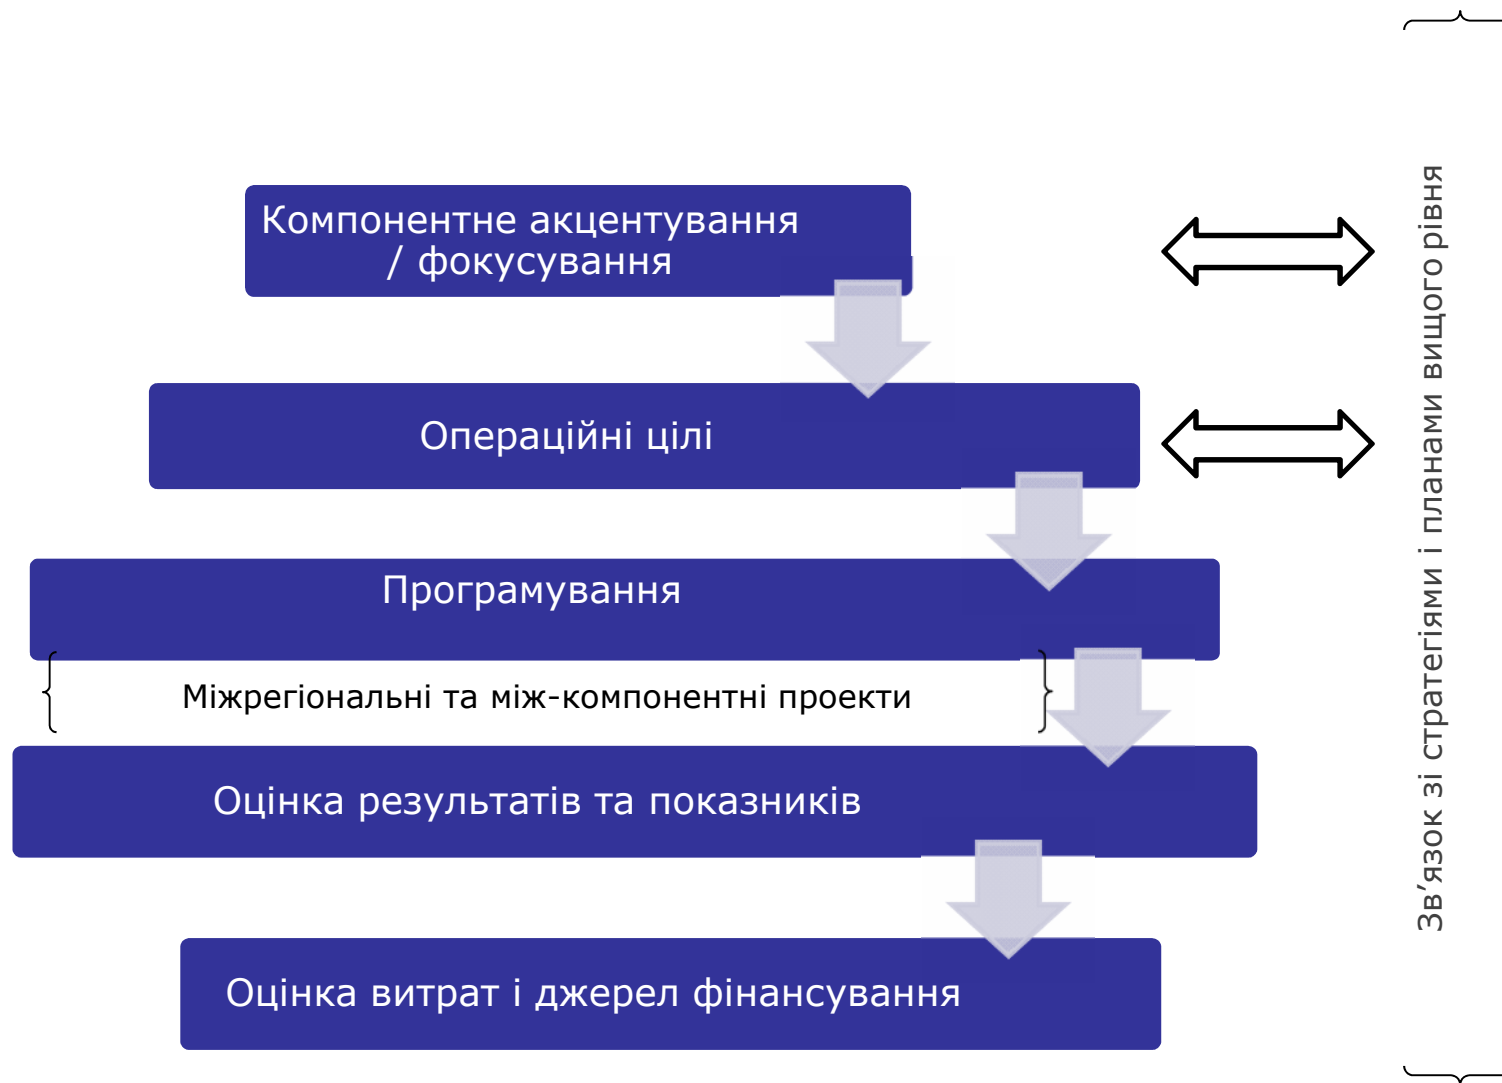 Компонентне акцентування
/ фокусування
Операційні цілі
Програмування
Міжрегіональні та між-компонентні проекти
Оцінка результатів та показників
Оцінка витрат і джерел фінансування
Зв’язок зі стратегіями і планами вищого рівня